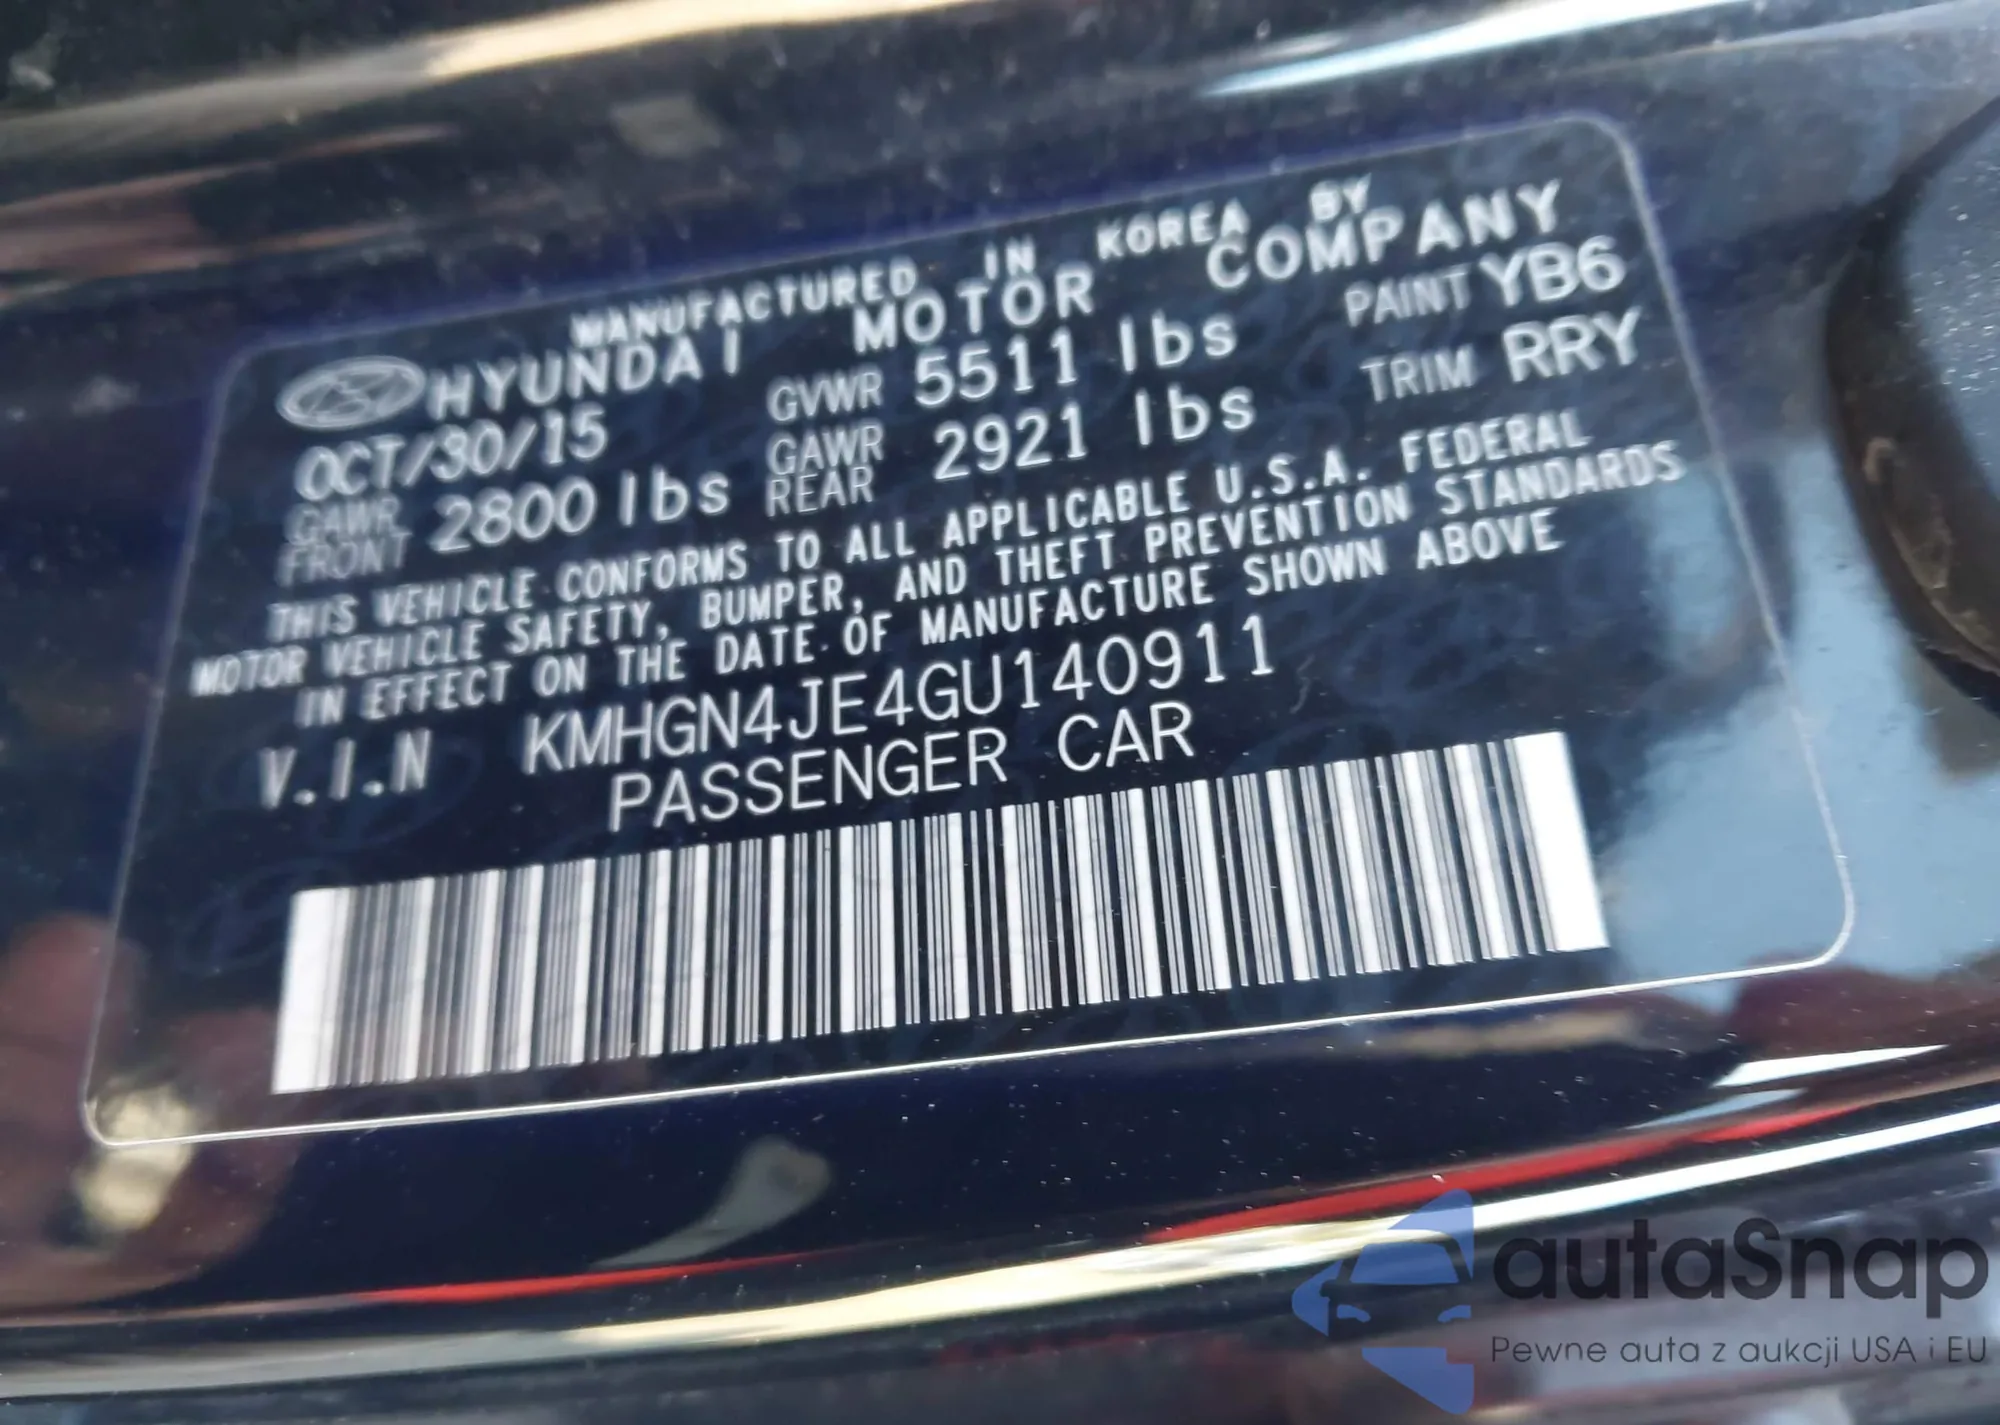 MANUFACTURED IN KOREA BY
HYUNDAI MOTOR COMPANY
OCT/30/15 GVWR 5511 lbs PAINT YB6
GAWR FRONT 2800 lbs GAWR REAR 2921 lbs TRIM RRY
THIS VEHICLE CONFORMS TO ALL APPLICABLE U.S.A. FEDERAL
MOTOR VEHICLE SAFETY, BUMPER, AND THEFT PREVENTION STANDARDS
IN EFFECT ON THE DATE OF MANUFACTURE SHOWN ABOVE
V.I.N KMHGN4JE4GU140911
PASSENGER CAR
autaSnap
Pewne auta z aukcji USA i EU